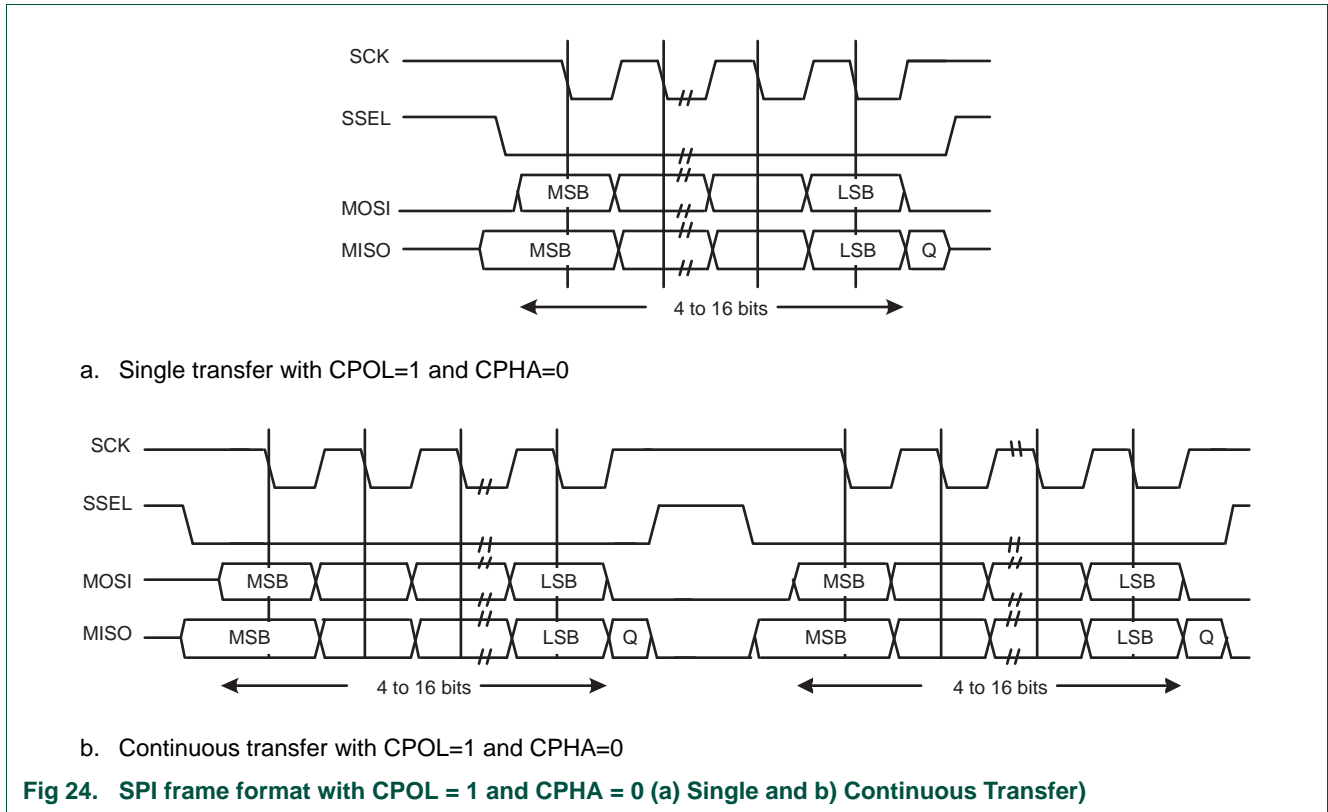 SCK
SSEL
MOSI
MSB
LSB
MISO
MSB
LSB
Q
4 to 16 bits
a. Single transfer with CPOL=1 and CPHA=0
SCK
SSEL
MOSI
MSB
LSB
MSB
LSB
MISO
MSB
LSB
Q
MSB
LSB
Q
4 to 16 bits
4 to 16 bits
b. Continuous transfer with CPOL=1 and CPHA=0
Fig 24. SPI frame format with CPOL = 1 and CPHA = 0 (a) Single and b) Continuous Transfer)